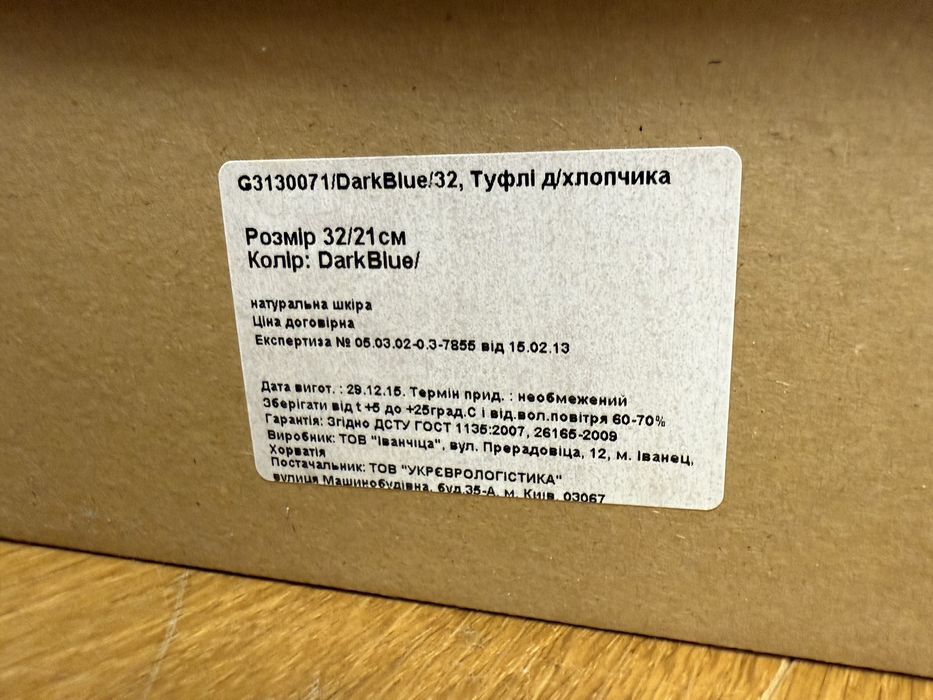 G3130071/DarkBlue/32, Туфлі д/хлопчика
Розмір 32/21см
Колір: DarkBlue/
натуральна шкіра
Ціна договірна
Експертиза № 05.03.02-0.3-7855 від 15.02.13
Дата вигот. : 29.12.15. Термін прид. : необмежений
Зберігати від t +5 до +25град.С і від.вол.повітря 60-70%
Гарантія: Згідно ДСТУ ГОСТ 1135:2007, 26165-2009
Виробник: ТОВ "Іванчіца", вул. Прерадовіца, 12, м. Іванец,
Хорватія
Постачальник: ТОВ "УКРЄВРОЛОГІСТИКА"
вулиця Машинобудівна, буд.35-А, м. Київ, 03067